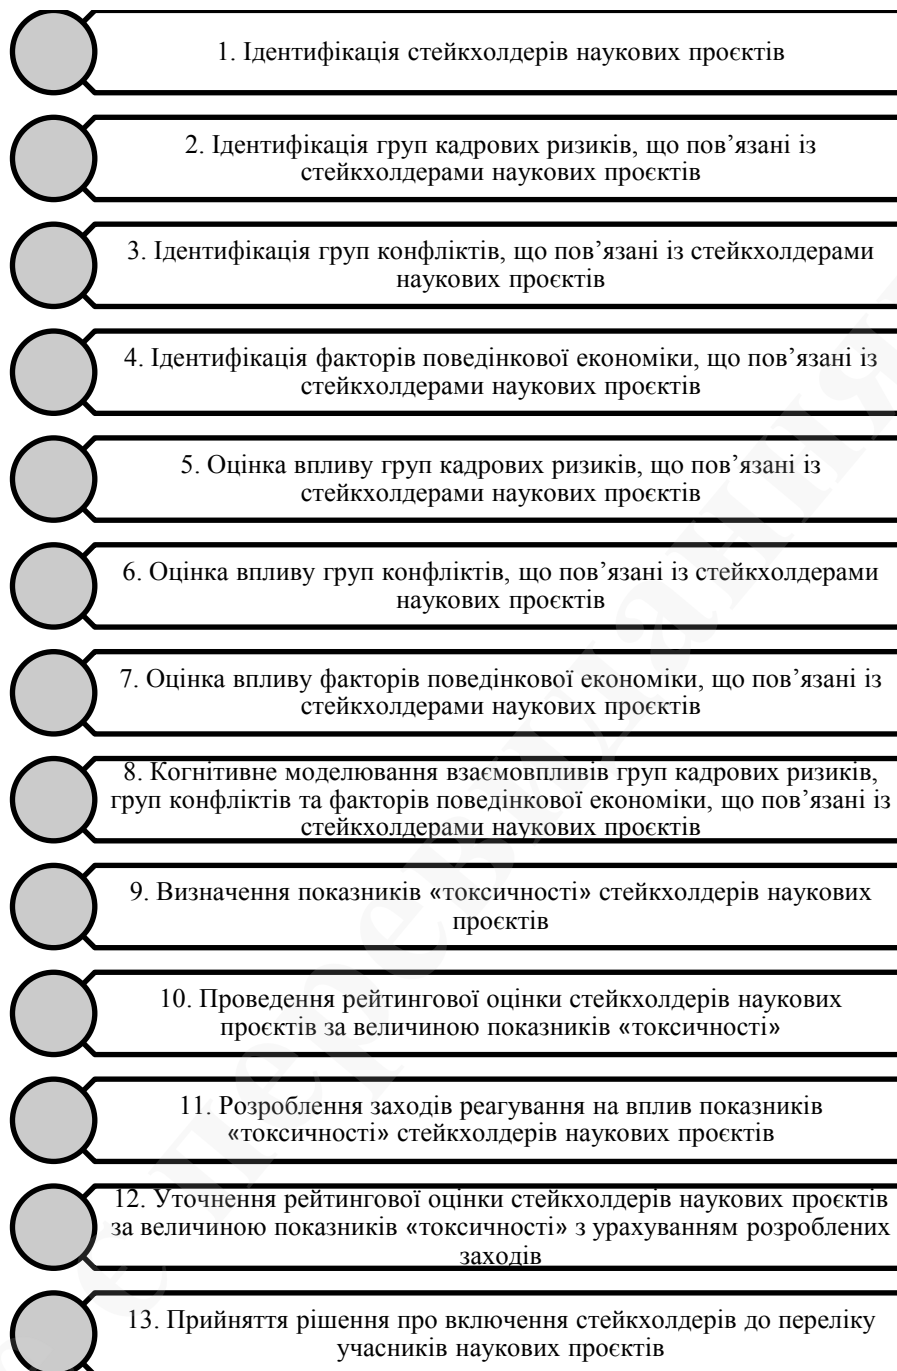 1. Ідентифікація стейкхолдерів наукових проєктів
2. Ідентифікація груп кадрових ризиків, що пов’язані із
стейкхолдерами наукових проєктів
3. Ідентифікація груп конфліктів, що пов’язані із стейкхолдерами
наукових проєктів
4. Ідентифікація факторів поведінкової економіки, що пов’язані із
стейкхолдерами наукових проєктів
5. Оцінка впливу груп кадрових ризиків, що пов’язані із
стейкхолдерами наукових проєктів
6. Оцінка впливу груп конфліктів, що пов’язані із стейкхолдерами
наукових проєктів
7. Оцінка впливу факторів поведінкової економіки, що пов’язані із
стейкхолдерами наукових проєктів
8. Когнітивне моделювання взаємовпливів груп кадрових ризиків,
груп конфліктів та факторів поведінкової економіки, що пов’язані із
стейкхолдерами наукових проєктів
9. Визначення показників «токсичності» стейкхолдерів наукових
проєктів
10. Проведення рейтингової оцінки стейкхолдерів наукових
проєктів за величиною показників «токсичності»
11. Розроблення заходів реагування на вплив показників
«токсичності» стейкхолдерів наукових проєктів
12. Уточнення рейтингової оцінки стейкхолдерів наукових проєктів
за величиною показників «токсичності» з урахуванням розроблених
заходів
13. Прийняття рішення про включення стейкхолдерів до переліку
учасників наукових проєктів